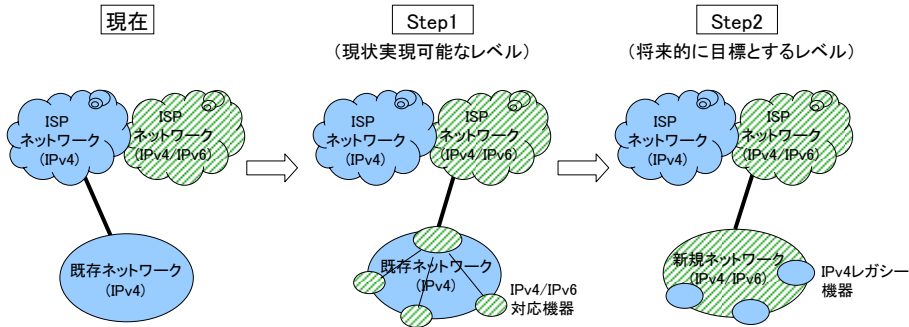 現在
Step1
(現状実現可能なレベル)
Step2
(将来的に目標とするレベル)
ISP
ネットワーク
(IPv4)
ISP
ネットワーク
(IPv4/IPv6)
既存ネットワーク
(IPv4)
ISP
ネットワーク
(IPv4)
ISP
ネットワーク
(IPv4/IPv6)
既存ネットワーク
(IPv4)
IPv4/IPv6
対応機器
ISP
ネットワーク
(IPv4)
ISP
ネットワーク
(IPv4/IPv6)
新規ネットワーク
(IPv4/IPv6)
IPv4レガシー
機器